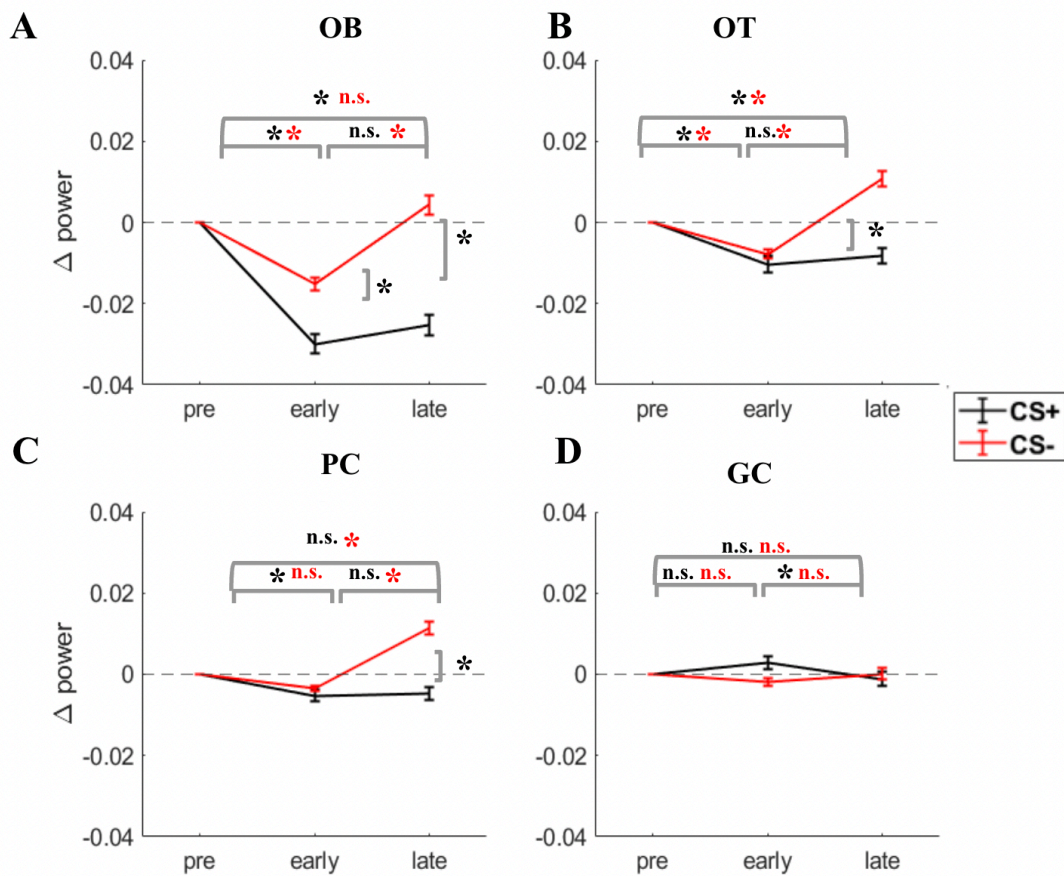 A
OB
0.04
0.02
0
-0.02
-0.04
Δ power
* n.s.
* *
n.s. *
*
*
pre early late
B
OT
0.04
0.02
0
-0.02
-0.04
* *
* *
n.s. *
*
pre early late
CS+
CS-
C
PC
0.04
0.02
0
-0.02
-0.04
Δ power
n.s. *
* n.s.
n.s. *
*
pre early late
D
GC
0.04
0.02
0
-0.02
-0.04
n.s. n.s.
n.s. n.s.
* n.s.
pre early late